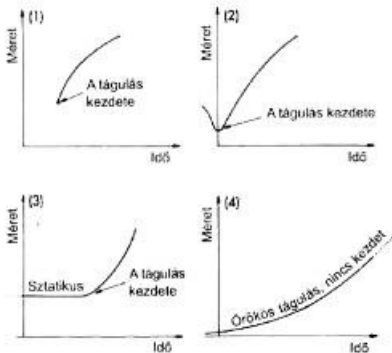 (1)
Méret
A tágulás
kezdete
Idő
(2)
Méret
A tágulás kezdete
Idő
(3)
Méret
Sztatikus
A tágulás
kezdete
Idő
(4)
Méret
Örökös tágulás, nincs kezdet
Idő